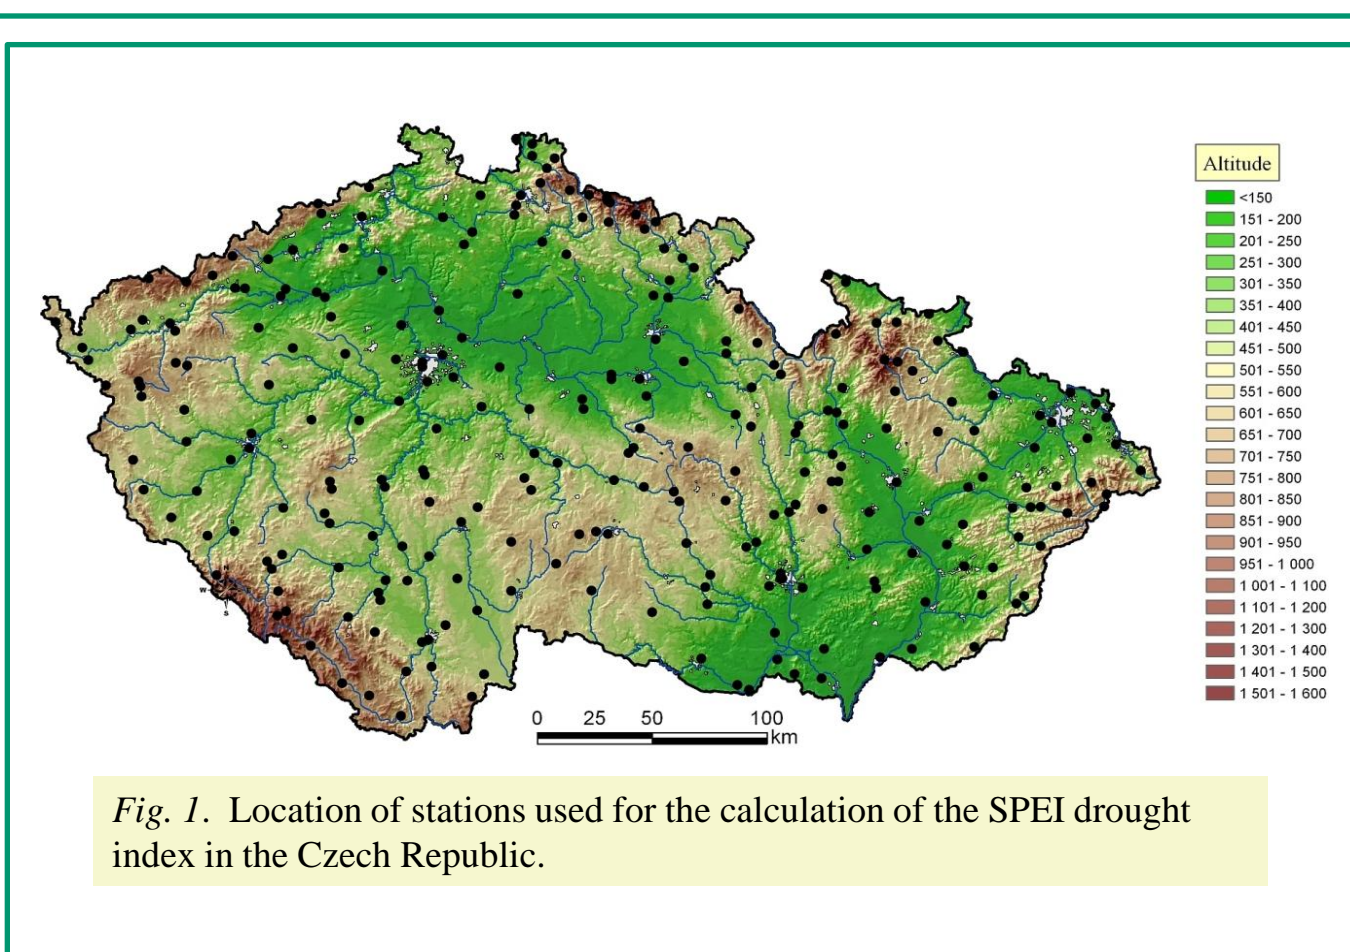 Altitude
<150
151 - 200
201 - 250
251 - 300
301 - 350
351 - 400
401 - 450
451 - 500
501 - 550
551 - 600
601 - 650
651 - 700
701 - 750
751 - 800
801 - 850
851 - 900
901 - 950
951 - 1 000
1 001 - 1 100
1 101 - 1 200
1 201 - 1 300
1 301 - 1 400
1 401 - 1 500
1 501 - 1 600
W
S
0 25 50 100
km
Fig. 1. Location of stations used for the calculation of the SPEI drought
index in the Czech Republic.